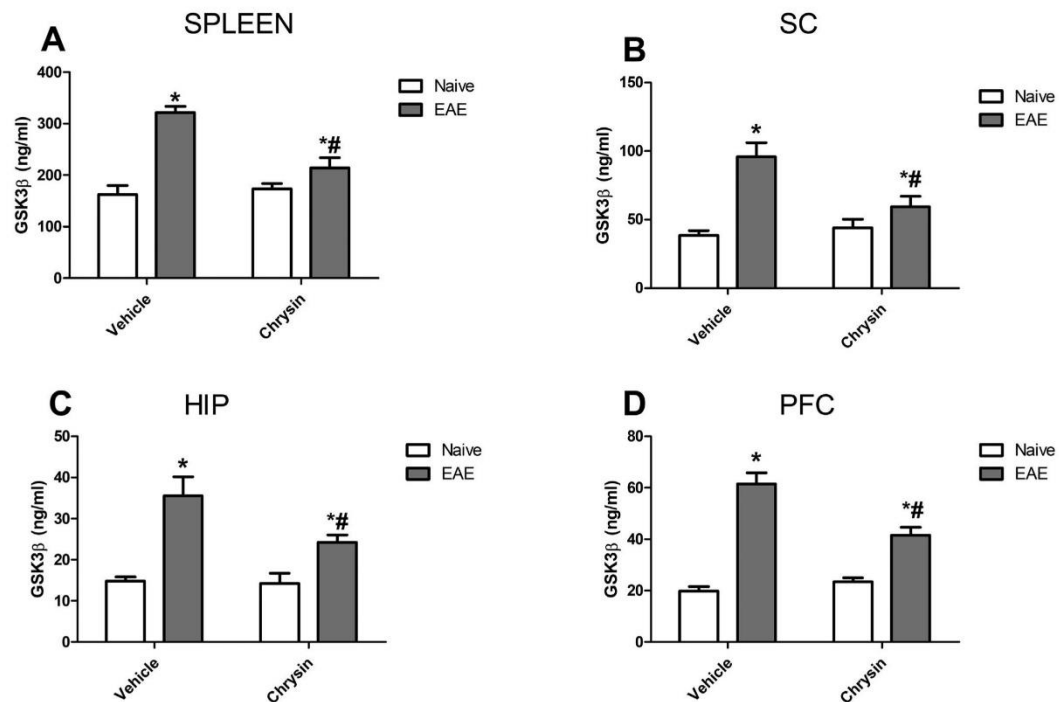 A SPLEEN
400
300
200
100
0
GSK3β (ng/ml)
*
*#
Vehicle
Chrysin
Naive
EAE
B SC
150
100
50
0
GSK3β (ng/ml)
*
*#
Vehicle
Chrysin
Naive
EAE
C HIP
50
40
30
20
10
0
GSK3β (ng/ml)
*
*#
Vehicle
Chrysin
Naive
EAE
D PFC
80
60
40
20
0
GSK3β (ng/ml)
*
*#
Vehicle
Chrysin
Naive
EAE